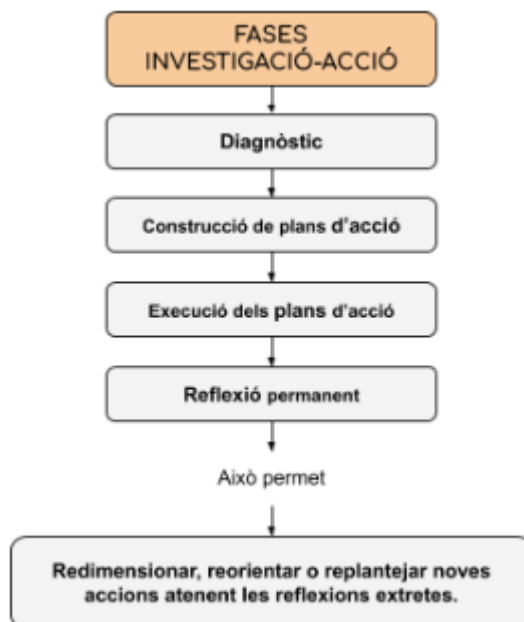 FASES
INVESTIGACIÓ-ACCIÓ
Diagnòstic
Construcció de plans d'acció
Execució dels plans d'acció
Reflexió permanent
Això permet
Redimensionar, reorientar o replantejar noves
accions atenent les reflexions extretes.